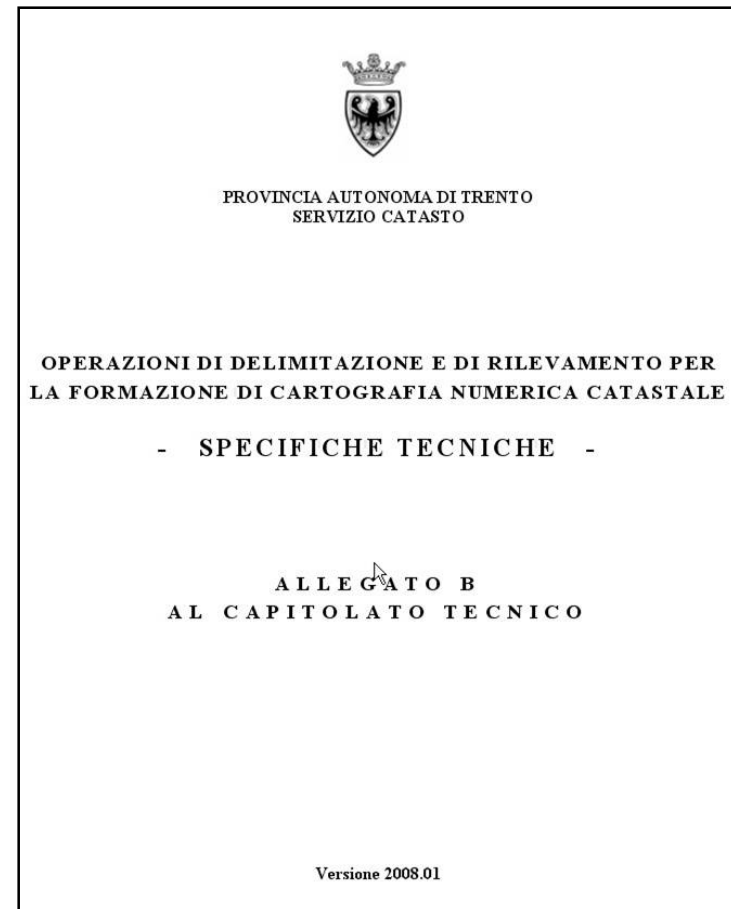 PROVINCIA AUTONOMA DI TRENTO
SERVIZIO CATASTO
OPERAZIONI DI DELIMITAZIONE E DI RILEVAMENTO PER
LA FORMAZIONE DI CARTOGRAFIA NUMERICA CATASTALE
- SPECIFICHE TECNICHE -
ALLEGATO B
AL CAPITOLATO TECNICO
Versione 2008.01